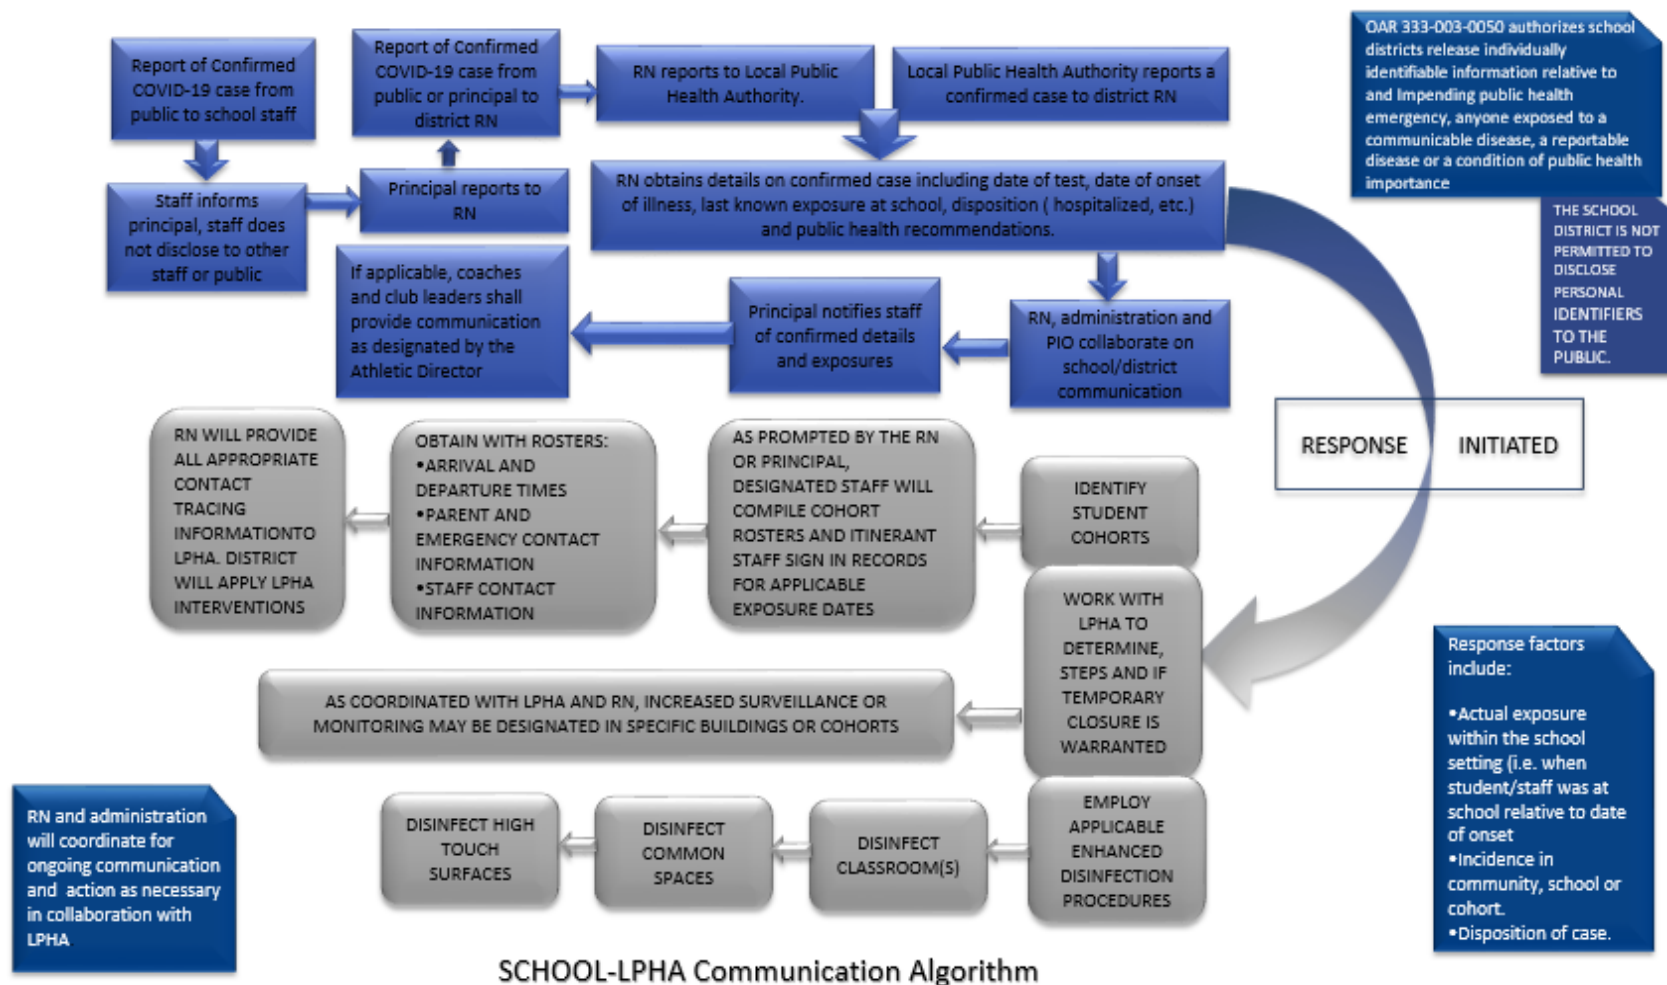 Report of Confirmed
COVID-19 case from
public to school staff
Report of Confirmed
COVID-19 case from
public or principal to
district RN
RN reports to Local Public
Health Authority.
Local Public Health Authority reports a
confirmed case to district RN
OAR 333-003-0050 authorizes school
districts release individually
identifiable information relative to
and Impending public health
emergency, anyone exposed to a
communicable disease, a reportable
disease or a condition of public health
importance
THE SCHOOL
DISTRICT IS NOT
PERMITTED TO
DISCLOSE
PERSONAL
IDENTIFIERS
TO THE
PUBLIC.
Staff informs
principal, staff does
not disclose to other
staff or public
Principal reports to
RN
RN obtains details on confirmed case including date of test, date of onset
of illness, last known exposure at school, disposition ( hospitalized, etc.)
and public health recommendations.
If applicable, coaches
and club leaders shall
provide communication
as designated by the
Athletic Director
Principal notifies staff
of confirmed details
and exposures
RN, administration and
PIO collaborate on
school/district
communication
RESPONSE INITIATED
RN WILL PROVIDE
ALL APPROPRIATE
CONTACT
TRACING
INFORMATIONTO
LPHA. DISTRICT
WILL APPLY LPHA
INTERVENTIONS
OBTAIN WITH ROSTERS:
•ARRIVAL AND
DEPARTURE TIMES
•PARENT AND
EMERGENCY CONTACT
INFORMATION
•STAFF CONTACT
INFORMATION
AS PROMPTED BY THE RN
OR PRINCIPAL,
DESIGNATED STAFF WILL
COMPILE COHORT
ROSTERS AND ITINERANT
STAFF SIGN IN RECORDS
FOR APPLICABLE
EXPOSURE DATES
IDENTIFY
STUDENT
COHORTS
WORK WITH
LPHA TO
DETERMINE,
STEPS AND IF
TEMPORARY
CLOSURE IS
WARRANTED
AS COORDINATED WITH LPHA AND RN, INCREASED SURVEILLANCE OR
MONITORING MAY BE DESIGNATED IN SPECIFIC BUILDINGS OR COHORTS
Response factors
include:
•Actual exposure
within the school
setting (i.e. when
student/staff was at
school relative to date
of onset
•Incidence in
community, school or
cohort.
•Disposition of case.
RN and administration
will coordinate for
ongoing communication
and action as necessary
in collaboration with
LPHA.
DISINFECT HIGH
TOUCH
SURFACES
DISINFECT
COMMON
SPACES
DISINFECT
CLASSROOM(S)
EMPLOY
APPLICABLE
ENHANCED
DISINFECTION
PROCEDURES
SCHOOL-LPHA Communication Algorithm